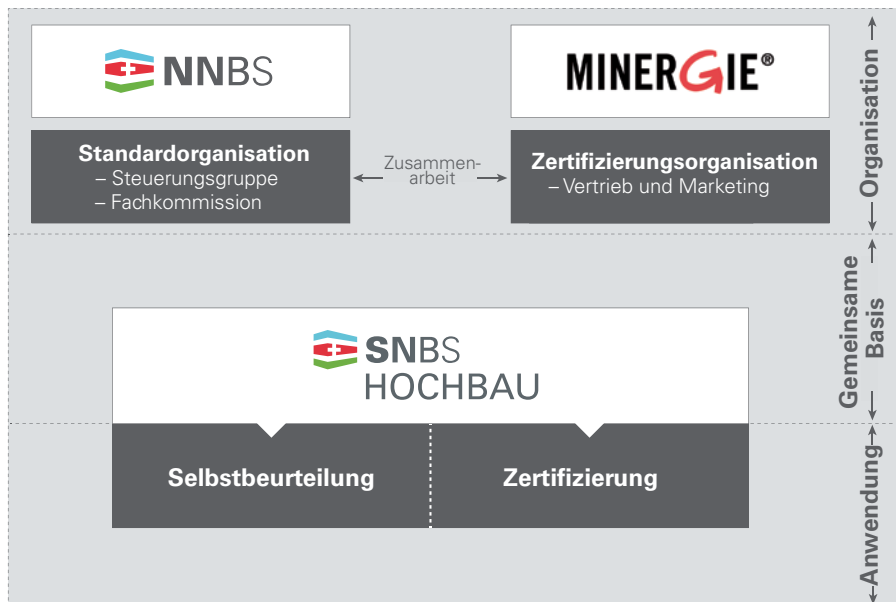 NNBS
MINERGIE®
Standardorganisation
– Steuerungsgruppe
– Fachkommission
Zusammen-
arbeit
Zertifizierungsorganisation
– Vertrieb und Marketing
Organisation
SNBS
HOCHBAU
Gemeinsame
Basis
Selbstbeurteilung
Zertifizierung
Anwendung